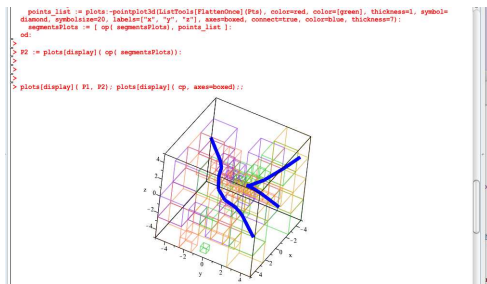 points_list := plots:-pointplot3d(ListTools[FlattenOnce](Pts), color=red, color=[green], thickness=1, symbol=
diamond, symbolsize=20, labels=["x", "y", "z"], axes=boxed, connect=true, color=blue, thickness=7):
segmentsPlots := [ op( segmentsPlots), points_list ];
od:
>
> P2 := plots[display]( op( segmentsPlots)):
>
>
>
> plots[display]( P1, P2); plots[display]( cp, axes=boxed);;
4
2
z 0
-2
-4
-4 -2 0 2 4
y
4 2 0 -2 -4
x